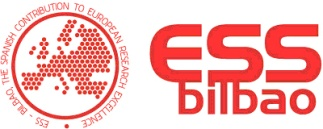 ESS - BILBAO, THE SPANISH CONTRIBUTION TO EUROPEAN RESEARCH EXCELLENCE
ESS
bilbao